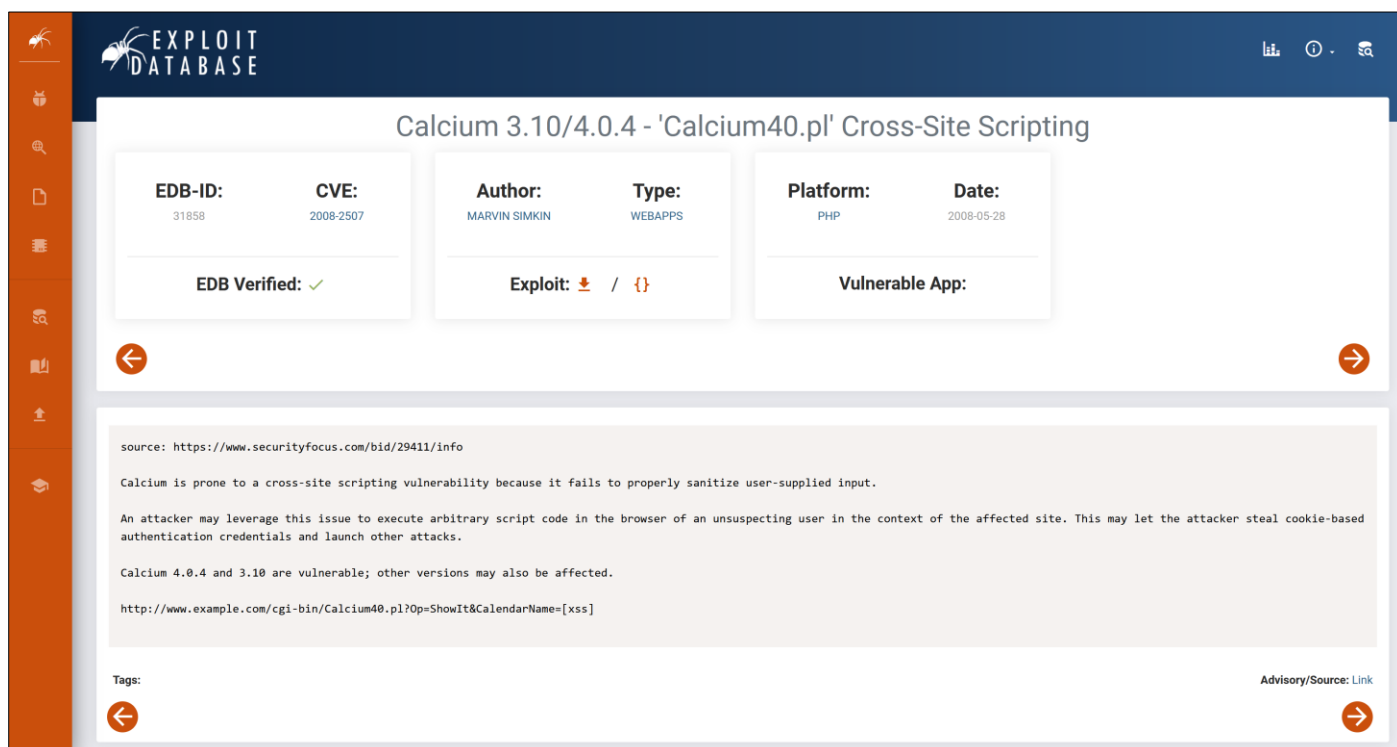 EXPLOIT
DATABASE
Calcium 3.10/4.0.4 - 'Calcium40.pl' Cross-Site Scripting
EDB-ID:
31858
CVE:
2008-2507
EDB Verified:
Author:
MARVIN SIMKIN
Type:
WEBAPPS
Exploit: / {}
Platform:
PHP
Date:
2008-05-28
Vulnerable App:
source: https://www.securityfocus.com/bid/29411/info
Calcium is prone to a cross-site scripting vulnerability because it fails to properly sanitize user-supplied input.
An attacker may leverage this issue to execute arbitrary script code in the browser of an unsuspecting user in the context of the affected site. This may let the attacker steal cookie-based
authentication credentials and launch other attacks.
Calcium 4.0.4 and 3.10 are vulnerable; other versions may also be affected.
http://www.example.com/cgi-bin/Calcium40.pl?Op=ShowIt&CalendarName=[xss]
Tags:
Advisory/Source: Link